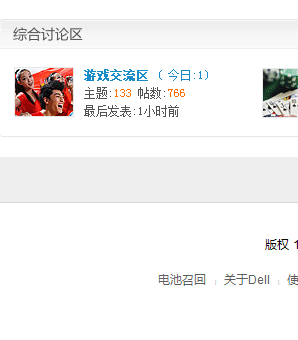 综合讨论区
游戏交流区 ( 今日:1)
主题:133 帖数:766
最后发表:1小时前
版权 1
电池召回 | 关于Dell | 使